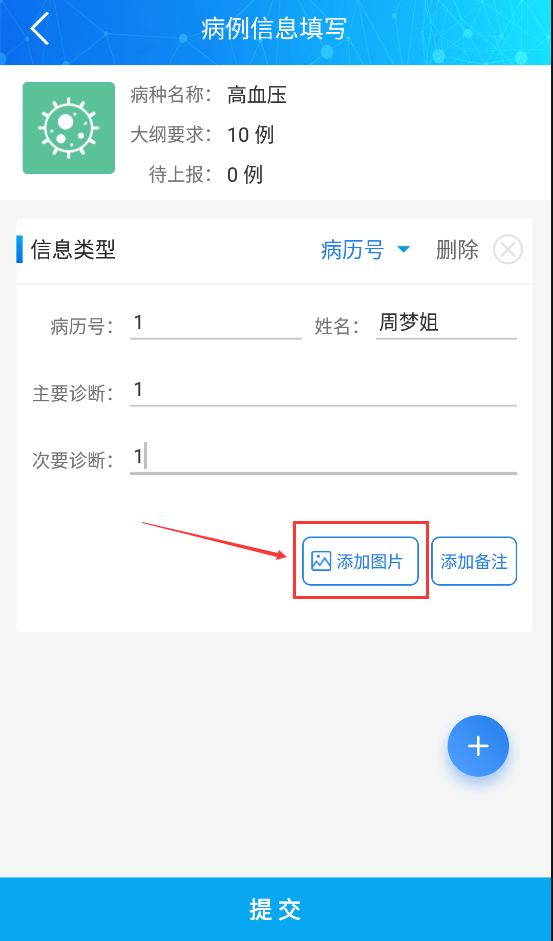 病例信息填写
病种名称： 高血压
大纲要求： 10 例
待上报： 0 例
信息类型 病历号 删除
病历号： 1 姓名： 周梦姐
主要诊断： 1
次要诊断： 1
添加图片 添加备注
提 交